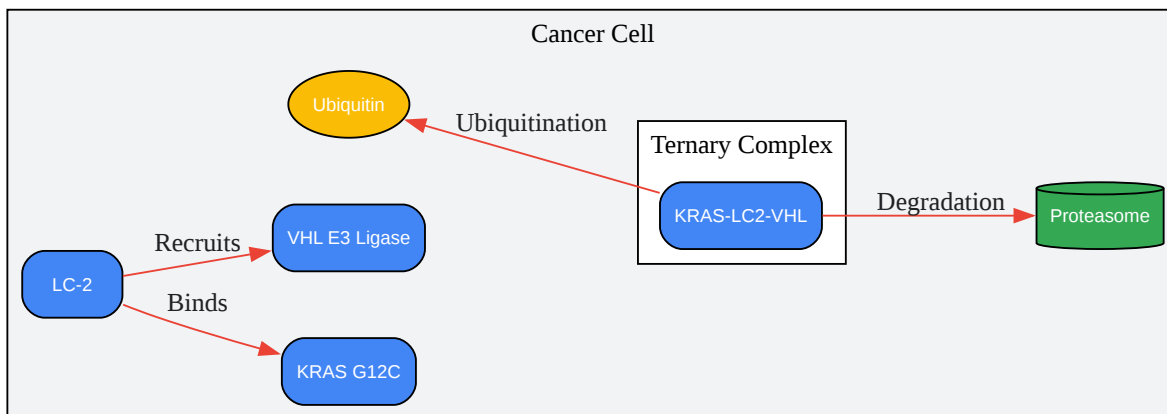 Cancer Cell
Ubiquitin
Ubiquitination
Ternary Complex
KRAS-LC2-VHL
Degradation
Proteasome
LC-2
Recruits
VHL E3 Ligase
Binds
KRAS G12C